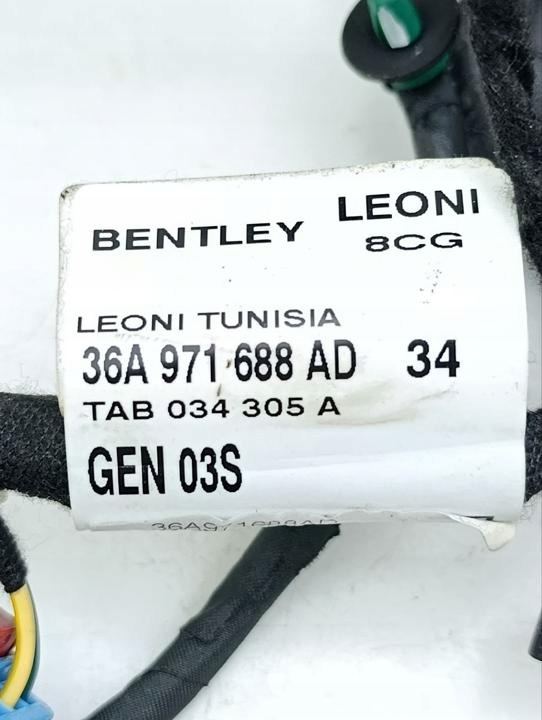 BENTLEY LEONI
8CG
LEONI TUNISIA
36A 971 688 AD 34
TAB 034 305 A
GEN 03S